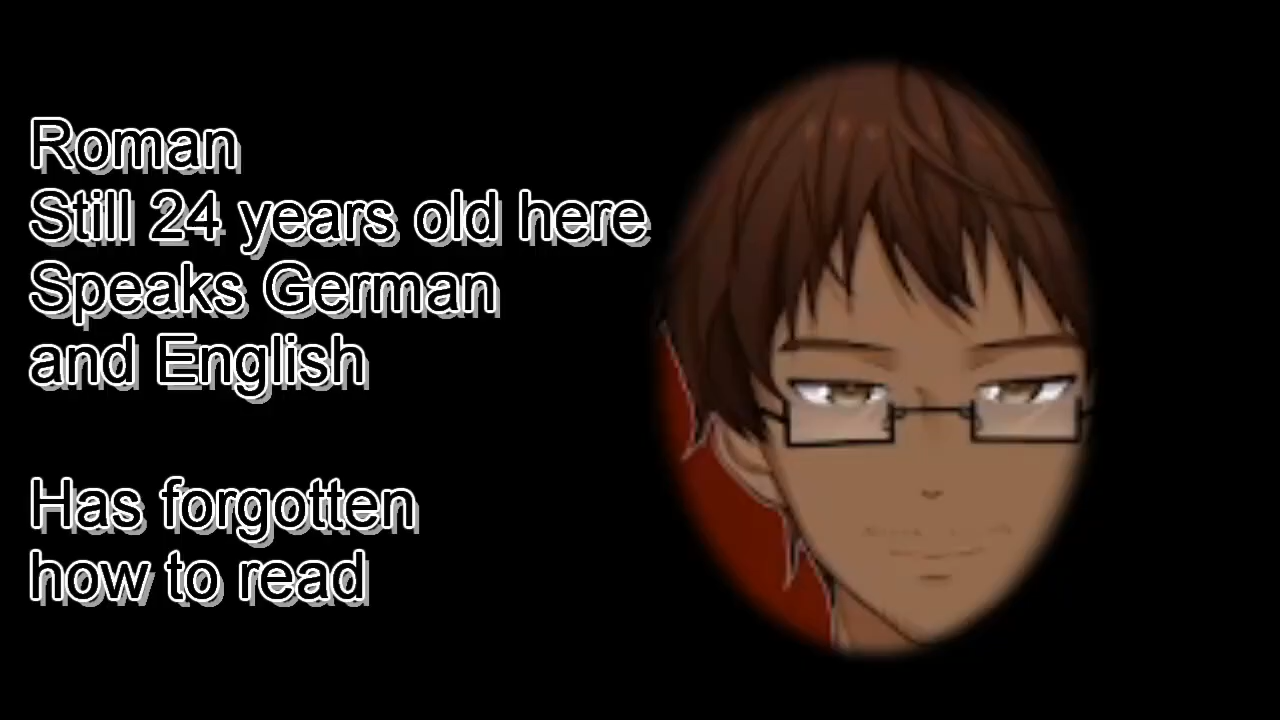 Roman
Still 24 years old here
Speaks German
and English
Has forgotten
how to read